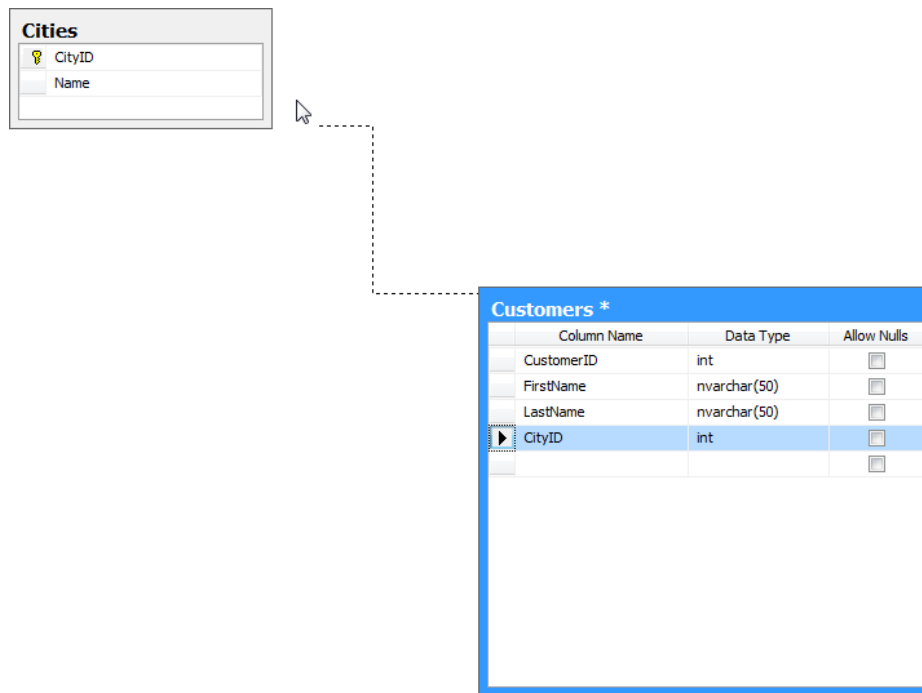 Cities
CityID
Name
Customers *
Column Name Data Type Allow Nulls
CustomerID int
FirstName nvarchar(50)
LastName nvarchar(50)
CityID int